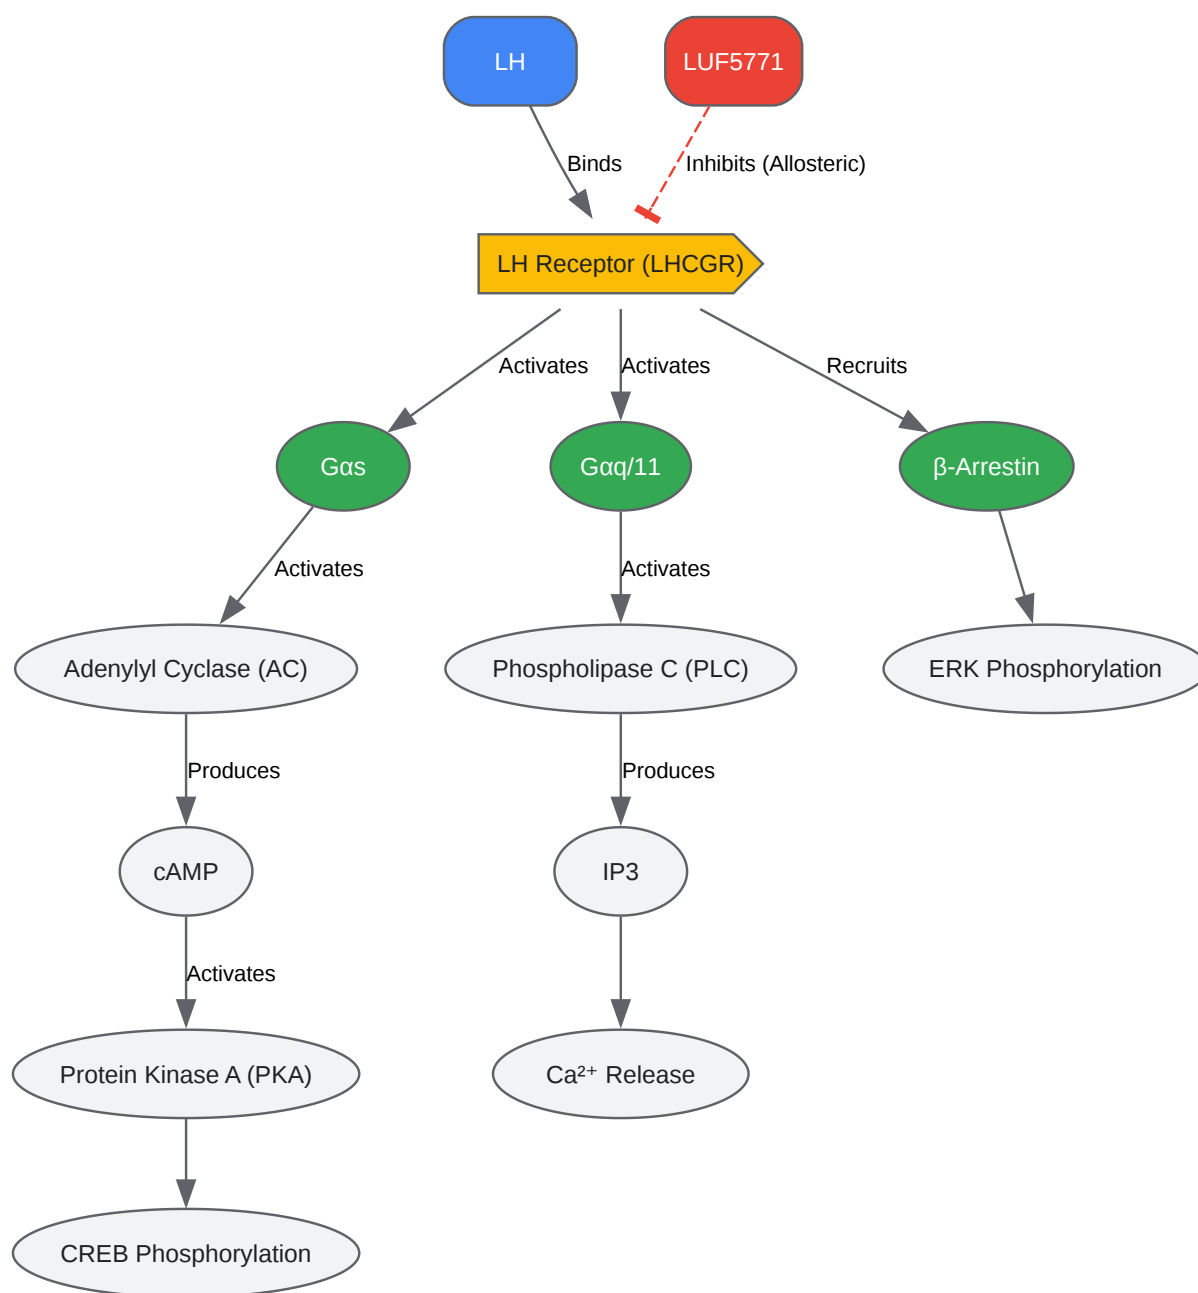 LH
LUF5771
Binds
Inhibits (Allosteric)
LH Receptor (LHCGR)
Activates
Activates
Recruits
Gαs
Gαq/11
β-Arrestin
Activates
Activates
Adenylyl Cyclase (AC)
Phospholipase C (PLC)
ERK Phosphorylation
Produces
Produces
cAMP
IP3
Activates
Protein Kinase A (PKA)
Ca²⁺ Release
CREB Phosphorylation